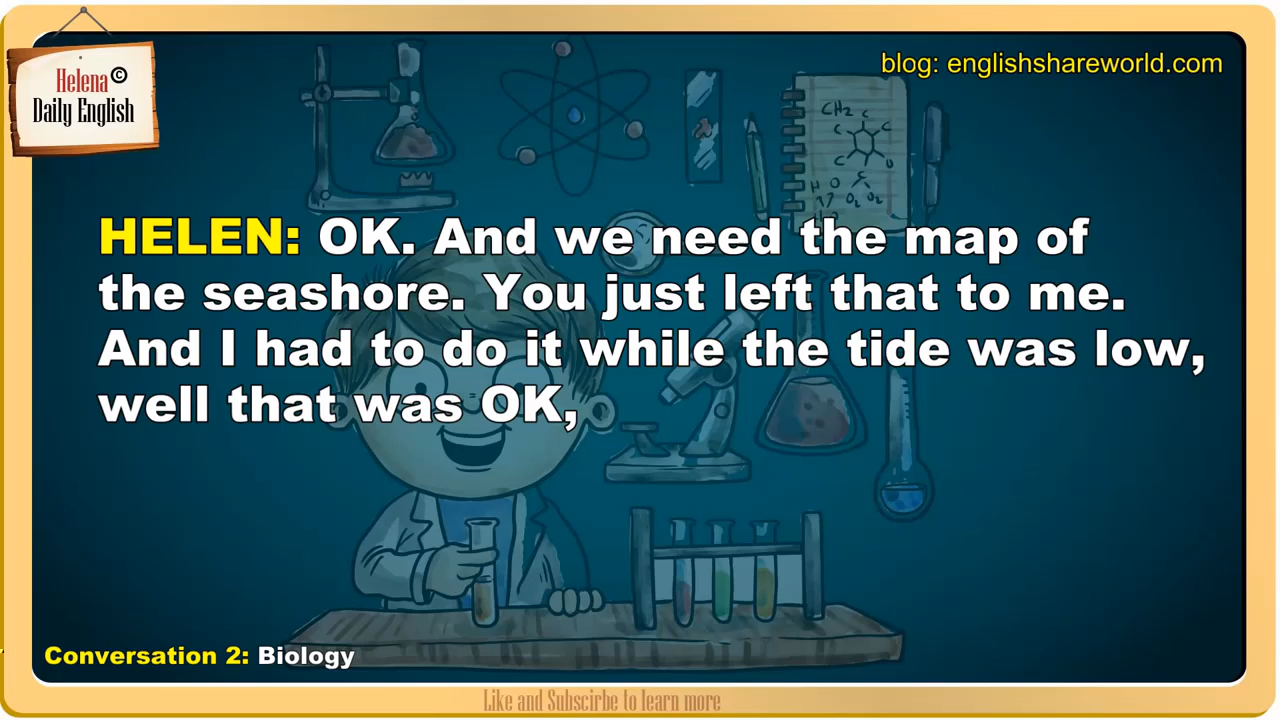 Helena ©
Daily English
blog: englishshareworld.com
CH₂
HELEN: OK. And we need the map of
the seashore. You just left that to me.
And I had to do it while the tide was low,
well that was OK,
Conversation 2: Biology
Like and Subscirbe to learn more